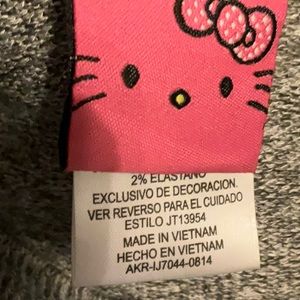 2% ELASTANO
EXCLUSIVO DE DECORACION.
VER REVERSO PARA EL CUIDADO
ESTILO JT13954
MADE IN VIETNAM
HECHO EN VIETNAM
AKR-IJ7044-0814